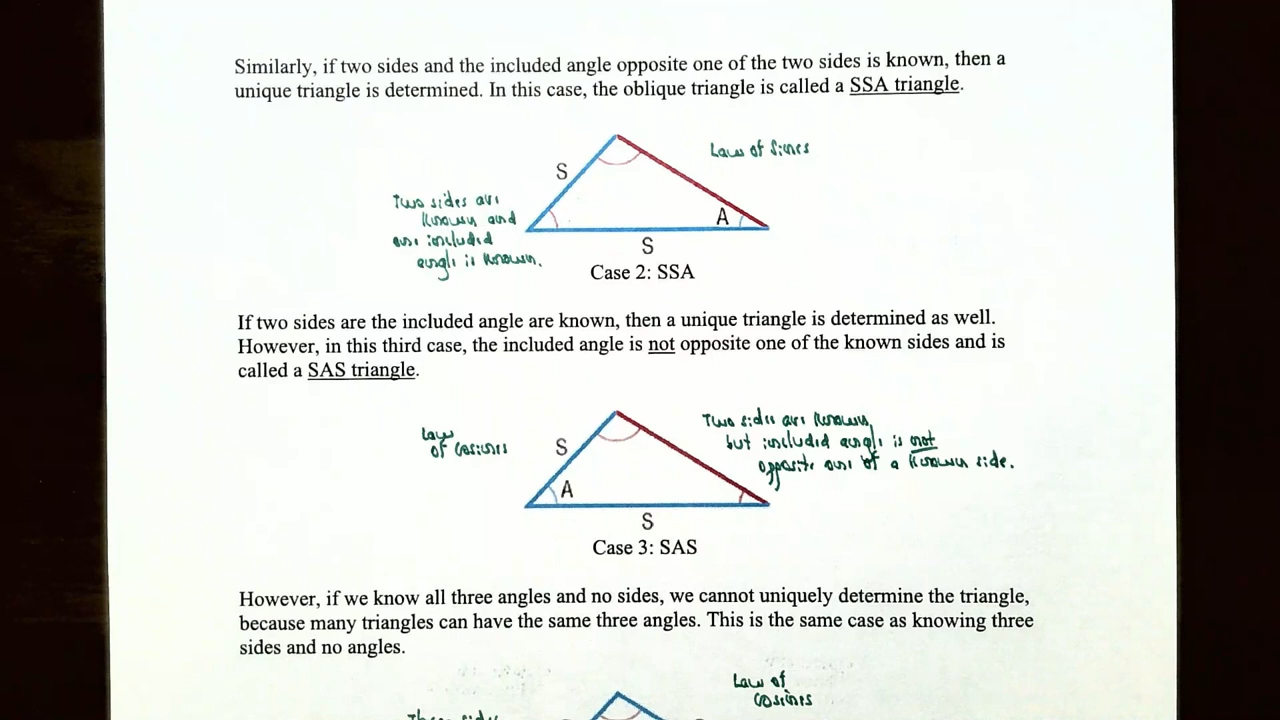 Similarly, if two sides and the included angle opposite one of the two sides is known, then a
unique triangle is determined. In this case, the oblique triangle is called a SSA triangle.
Law of Sines
S
Two sides are
known and
one included
angle is known.
A
S
Case 2: SSA
If two sides are the included angle are known, then a unique triangle is determined as well.
However, in this third case, the included angle is not opposite one of the known sides and is
called a SAS triangle.
Law
of Cosines
S
Two sides are known,
but included angle is not
opposite one of a known side.
A
S
Case 3: SAS
However, if we know all three angles and no sides, we cannot uniquely determine the triangle,
because many triangles can have the same three angles. This is the same case as knowing three
sides and no angles.
Law of
Cosines
Three sides